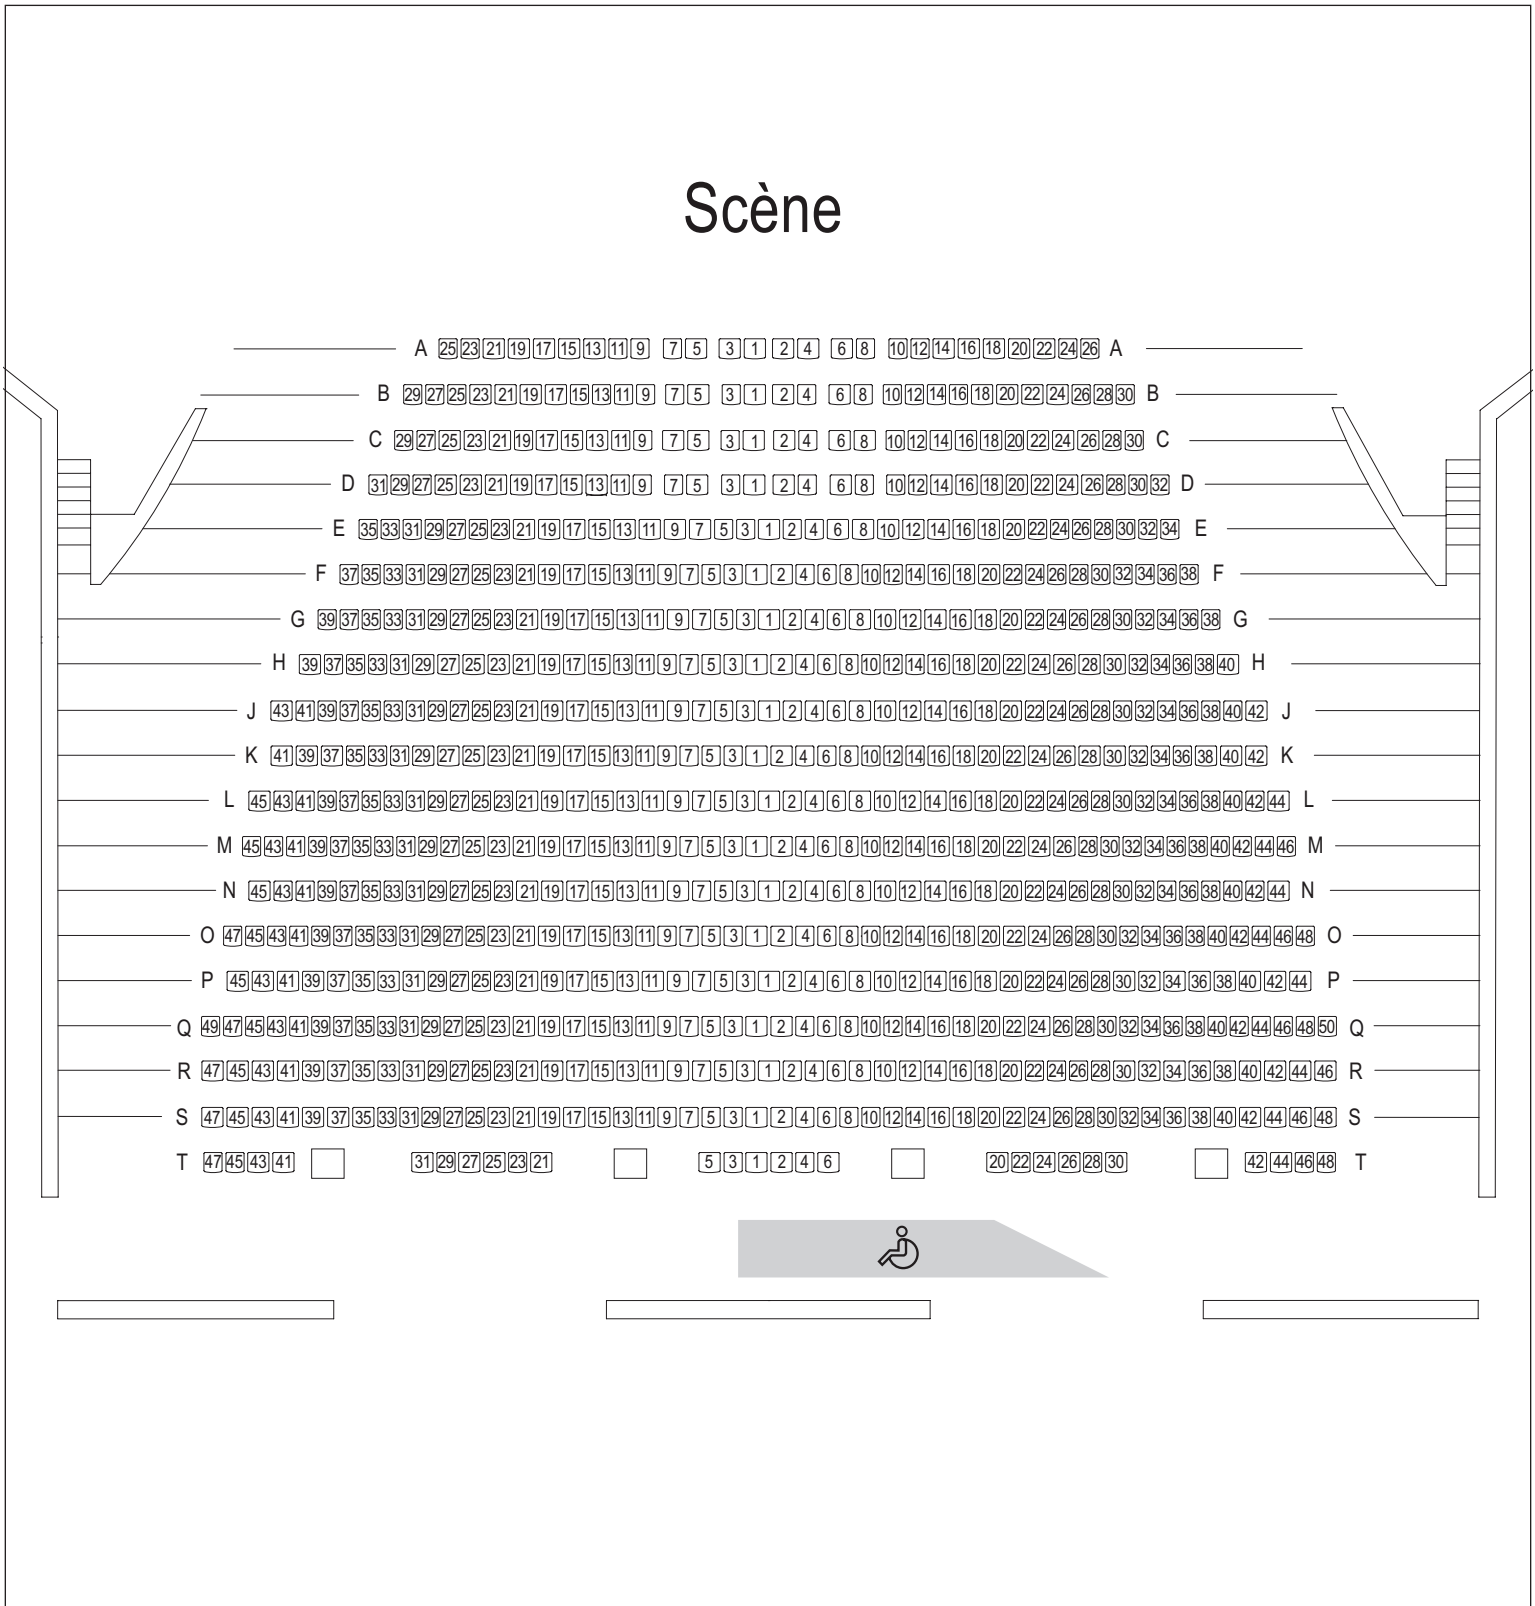 Scène
A 25 23 21 19 17 15 13 11 9 7 5 3 1 2 4 6 8 10 12 14 16 18 20 22 24 26 A
B 29 27 25 23 21 19 17 15 13 11 9 7 5 3 1 2 4 6 8 10 12 14 16 18 20 22 24 26 28 30 B
C 29 27 25 23 21 19 17 15 13 11 9 7 5 3 1 2 4 6 8 10 12 14 16 18 20 22 24 26 28 30 C
D 31 29 27 25 23 21 19 17 15 13 11 9 7 5 3 1 2 4 6 8 10 12 14 16 18 20 22 24 26 28 30 32 D
E 35 33 31 29 27 25 23 21 19 17 15 13 11 9 7 5 3 1 2 4 6 8 10 12 14 16 18 20 22 24 26 28 30 32 34 E
F 37 35 33 31 29 27 25 23 21 19 17 15 13 11 9 7 5 3 1 2 4 6 8 10 12 14 16 18 20 22 24 26 28 30 32 34 36 38 F
G 39 37 35 33 31 29 27 25 23 21 19 17 15 13 11 9 7 5 3 1 2 4 6 8 10 12 14 16 18 20 22 24 26 28 30 32 34 36 38 G
H 39 37 35 33 31 29 27 25 23 21 19 17 15 13 11 9 7 5 3 1 2 4 6 8 10 12 14 16 18 20 22 24 26 28 30 32 34 36 38 40 H
J 43 41 39 37 35 33 31 29 27 25 23 21 19 17 15 13 11 9 7 5 3 1 2 4 6 8 10 12 14 16 18 20 22 24 26 28 30 32 34 36 38 40 42 J
K 41 39 37 35 33 31 29 27 25 23 21 19 17 15 13 11 9 7 5 3 1 2 4 6 8 10 12 14 16 18 20 22 24 26 28 30 32 34 36 38 40 42 K
L 45 43 41 39 37 35 33 31 29 27 25 23 21 19 17 15 13 11 9 7 5 3 1 2 4 6 8 10 12 14 16 18 20 22 24 26 28 30 32 34 36 38 40 42 44 L
M 45 43 41 39 37 35 33 31 29 27 25 23 21 19 17 15 13 11 9 7 5 3 1 2 4 6 8 10 12 14 16 18 20 22 24 26 28 30 32 34 36 38 40 42 44 46 M
N 45 43 41 39 37 35 33 31 29 27 25 23 21 19 17 15 13 11 9 7 5 3 1 2 4 6 8 10 12 14 16 18 20 22 24 26 28 30 32 34 36 38 40 42 44 N
O 47 45 43 41 39 37 35 33 31 29 27 25 23 21 19 17 15 13 11 9 7 5 3 1 2 4 6 8 10 12 14 16 18 20 22 24 26 28 30 32 34 36 38 40 42 44 46 48 O
P 45 43 41 39 37 35 33 31 29 27 25 23 21 19 17 15 13 11 9 7 5 3 1 2 4 6 8 10 12 14 16 18 20 22 24 26 28 30 32 34 36 38 40 42 44 P
Q 49 47 45 43 41 39 37 35 33 31 29 27 25 23 21 19 17 15 13 11 9 7 5 3 1 2 4 6 8 10 12 14 16 18 20 22 24 26 28 30 32 34 36 38 40 42 44 46 48 50 Q
R 47 45 43 41 39 37 35 33 31 29 27 25 23 21 19 17 15 13 11 9 7 5 3 1 2 4 6 8 10 12 14 16 18 20 22 24 26 28 30 32 34 36 38 40 42 44 46 R
S 47 45 43 41 39 37 35 33 31 29 27 25 23 21 19 17 15 13 11 9 7 5 3 1 2 4 6 8 10 12 14 16 18 20 22 24 26 28 30 32 34 36 38 40 42 44 46 48 S
T 47 45 43 41 31 29 27 25 23 21 5 3 1 2 4 6 20 22 24 26 28 30 42 44 46 48 T